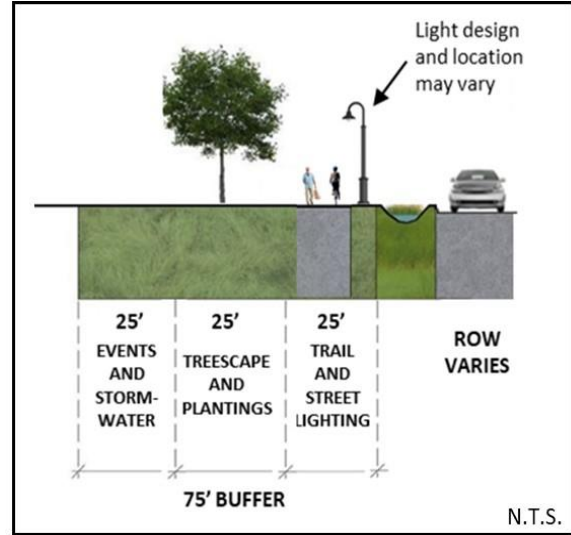 Light design
and location
may vary
25’
EVENTS
AND
STORM-
WATER
25’
TREESCAPE
AND
PLANTINGS
25’
TRAIL
AND
STREET
LIGHTING
ROW
VARIES
75’ BUFFER
N.T.S.